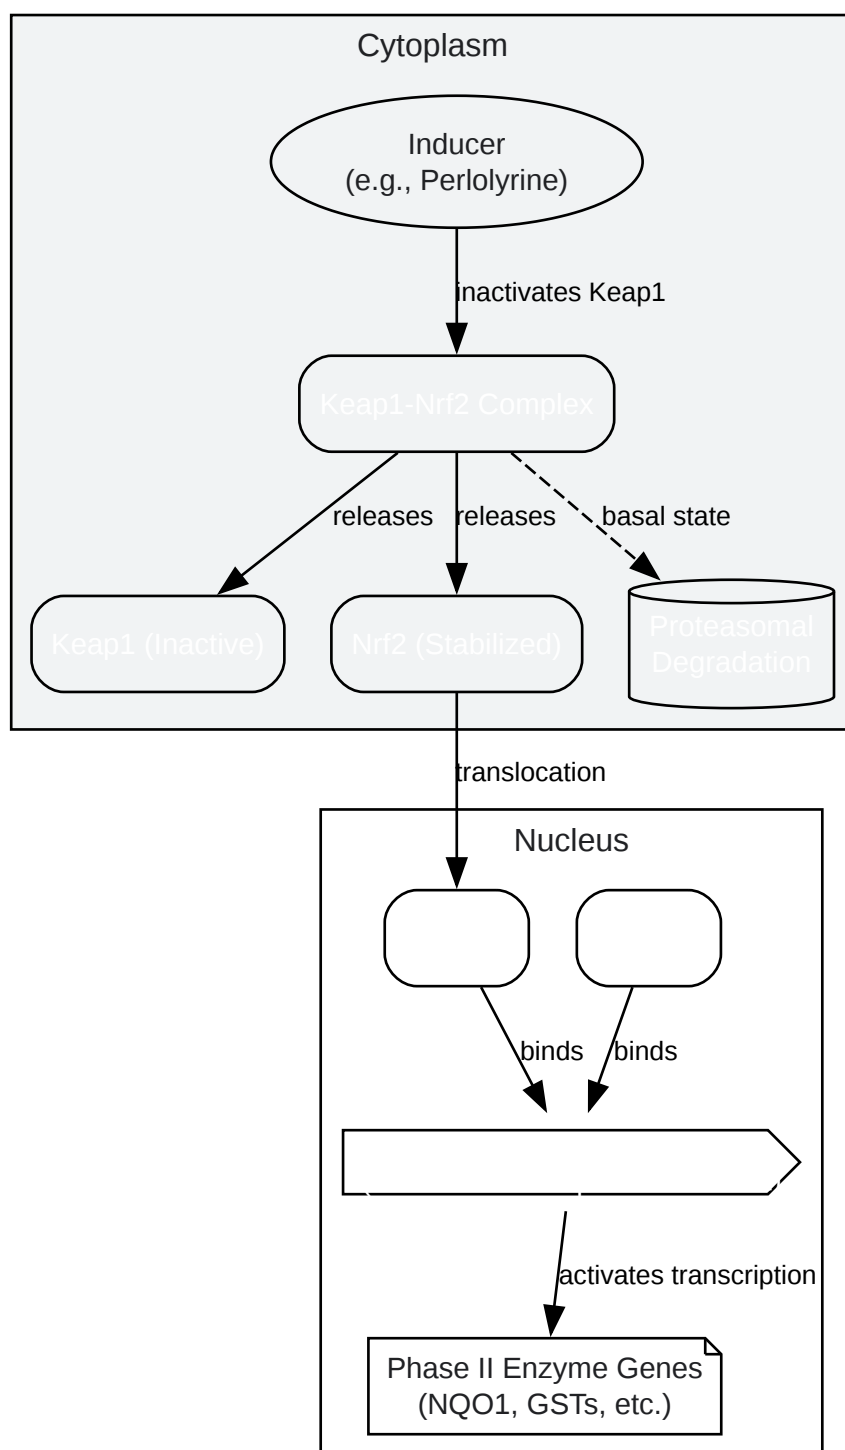 Cytoplasm
Inducer
(e.g., Perlolyrine)
inactivates Keap1
Keap1-Nrf2 Complex
releases
releases
basal state
Keap1 (Inactive)
Nrf2 (Stabilized)
Proteasomal
Degradation
translocation
Nucleus
binds
binds
activates transcription
Phase II Enzyme Genes
(NQO1, GSTs, etc.)